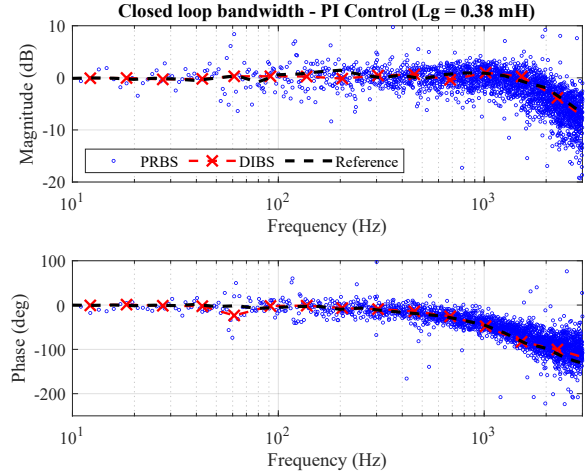 Closed loop bandwidth - PI Control (Lg = 0.38 mH)
10
0
-10
-20
Magnitude (dB)
PRBS DIBS Reference
10^1 10^2 10^3
Frequency (Hz)
100
0
-100
-200
Phase (deg)
10^1 10^2 10^3
Frequency (Hz)